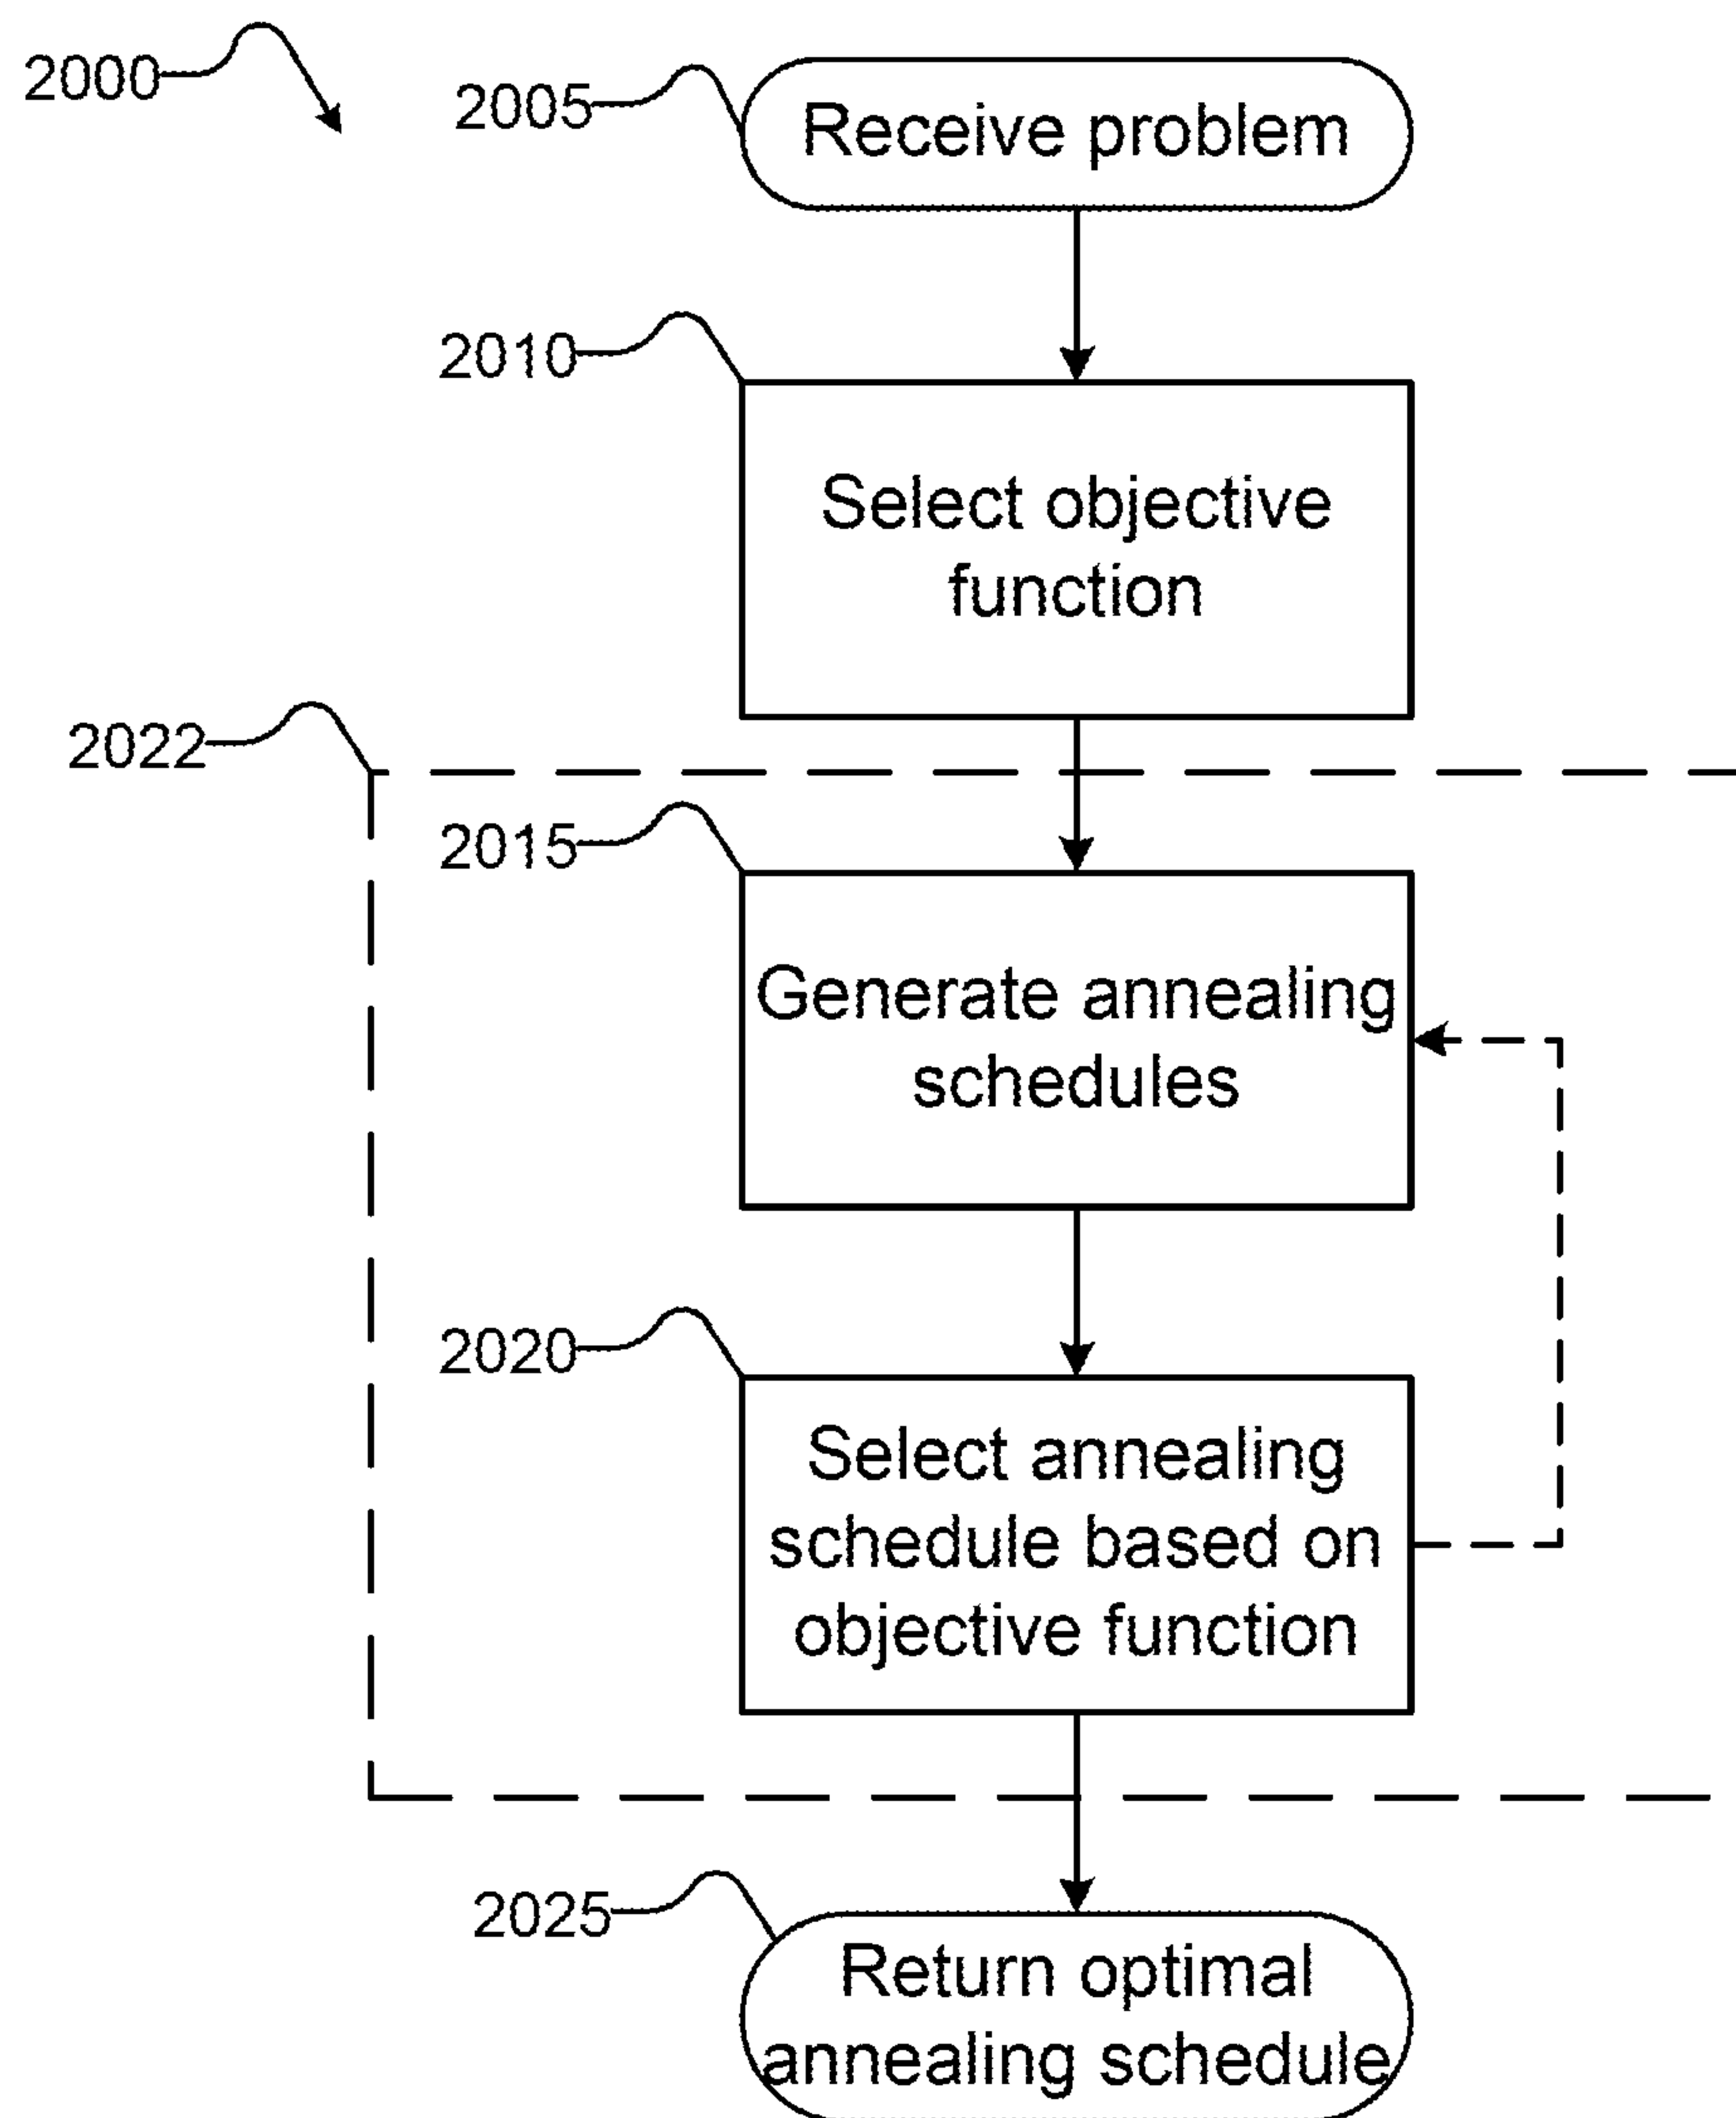 2000
2005
Receive problem
2010
Select objective
function
2022
2015
Generate annealing
schedules
2020
Select annealing
schedule based on
objective function
2025
Return optimal
annealing schedule